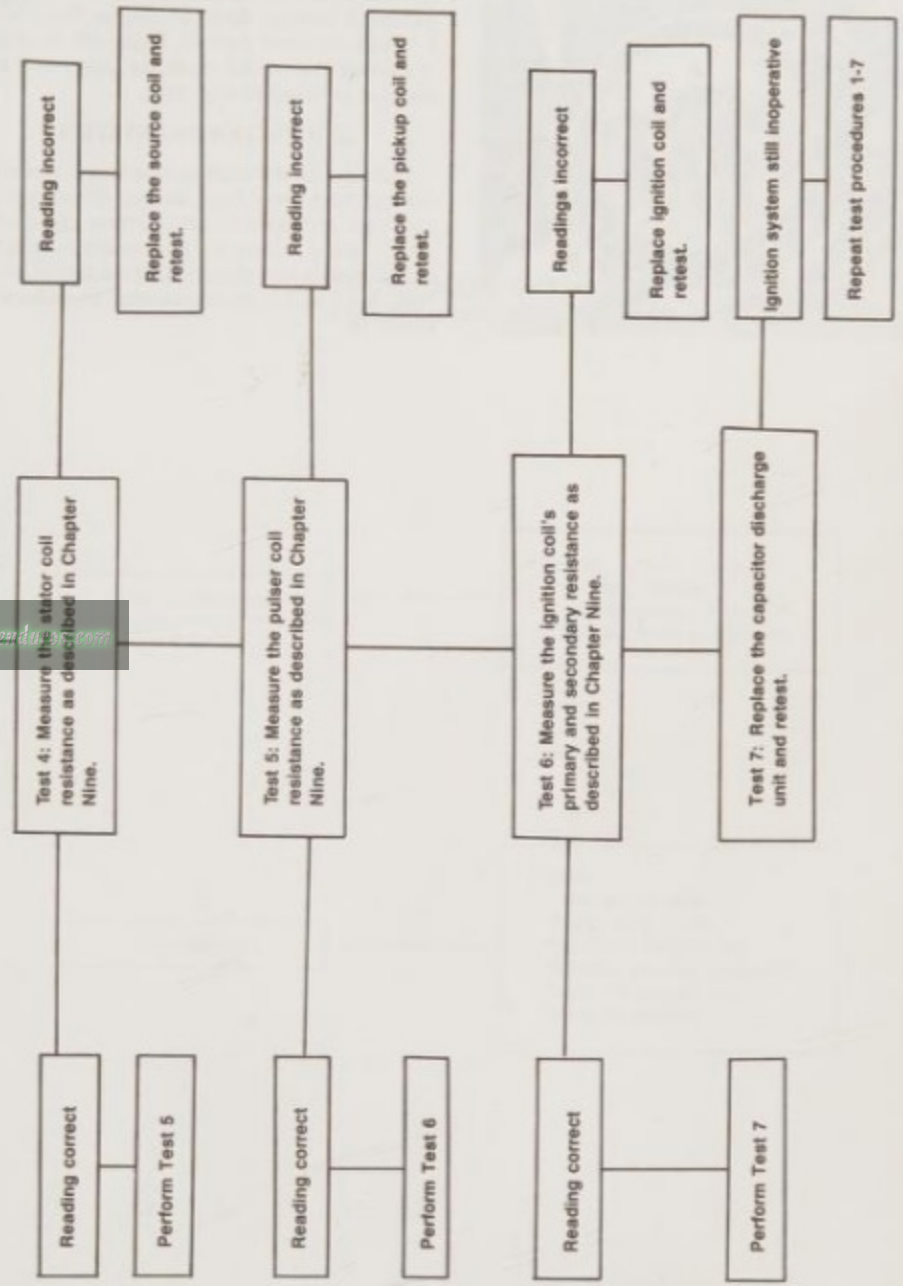 Test 4: Measure the stator coil
resistance as described in Chapter
Nine.
Reading correct
Perform Test 5
Reading incorrect
Replace the source coil and
retest.
Test 5: Measure the pulser coil
resistance as described in Chapter
Nine.
Reading correct
Perform Test 6
Reading incorrect
Replace the pickup coil and
retest.
Test 6: Measure the ignition coil's
primary and secondary resistance as
described in Chapter Nine.
Reading correct
Perform Test 7
Readings incorrect
Replace ignition coil and
retest.
Test 7: Replace the capacitor discharge
unit and retest.
Ignition system still inoperative
Repeat test procedures 1-7